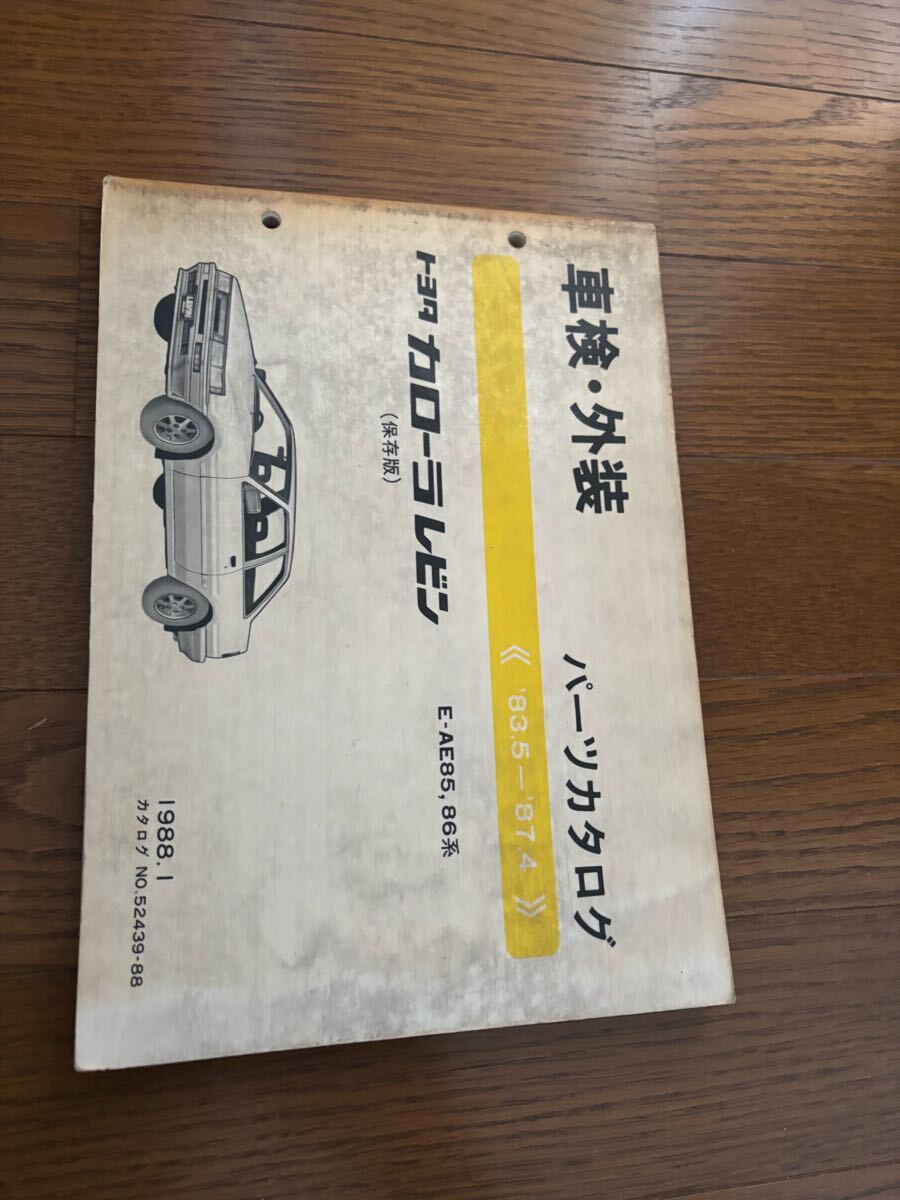 車検・外装 パーツカタログ
《 '83.5－'87.4 》
トヨタ カローラ レビン
(保存版)
E-AE85, 86系
LEVIN
1988.1
カタログ NO.52439-88